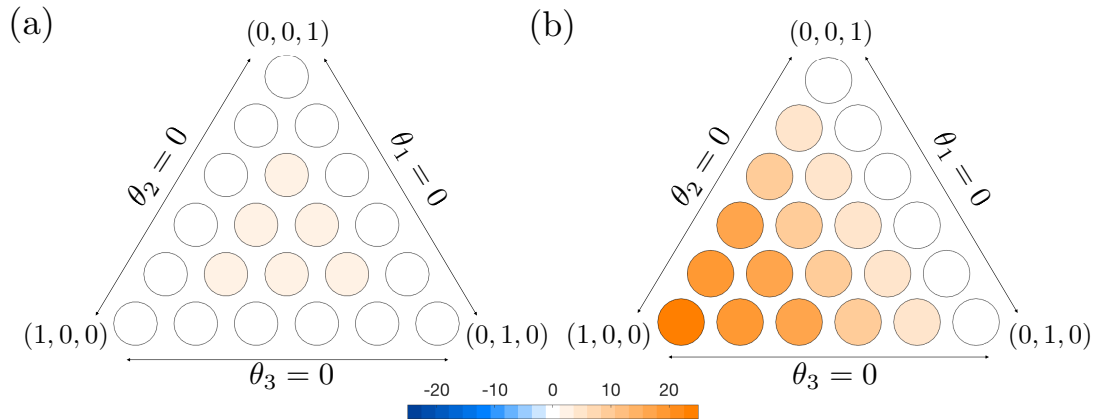 (a)
(0, 0, 1)
θ₂ = 0
θ₁ = 0
(1, 0, 0)
(0, 1, 0)
θ₃ = 0
(b)
(0, 0, 1)
θ₂ = 0
θ₁ = 0
(1, 0, 0)
(0, 1, 0)
θ₃ = 0
-20 -10 0 10 20